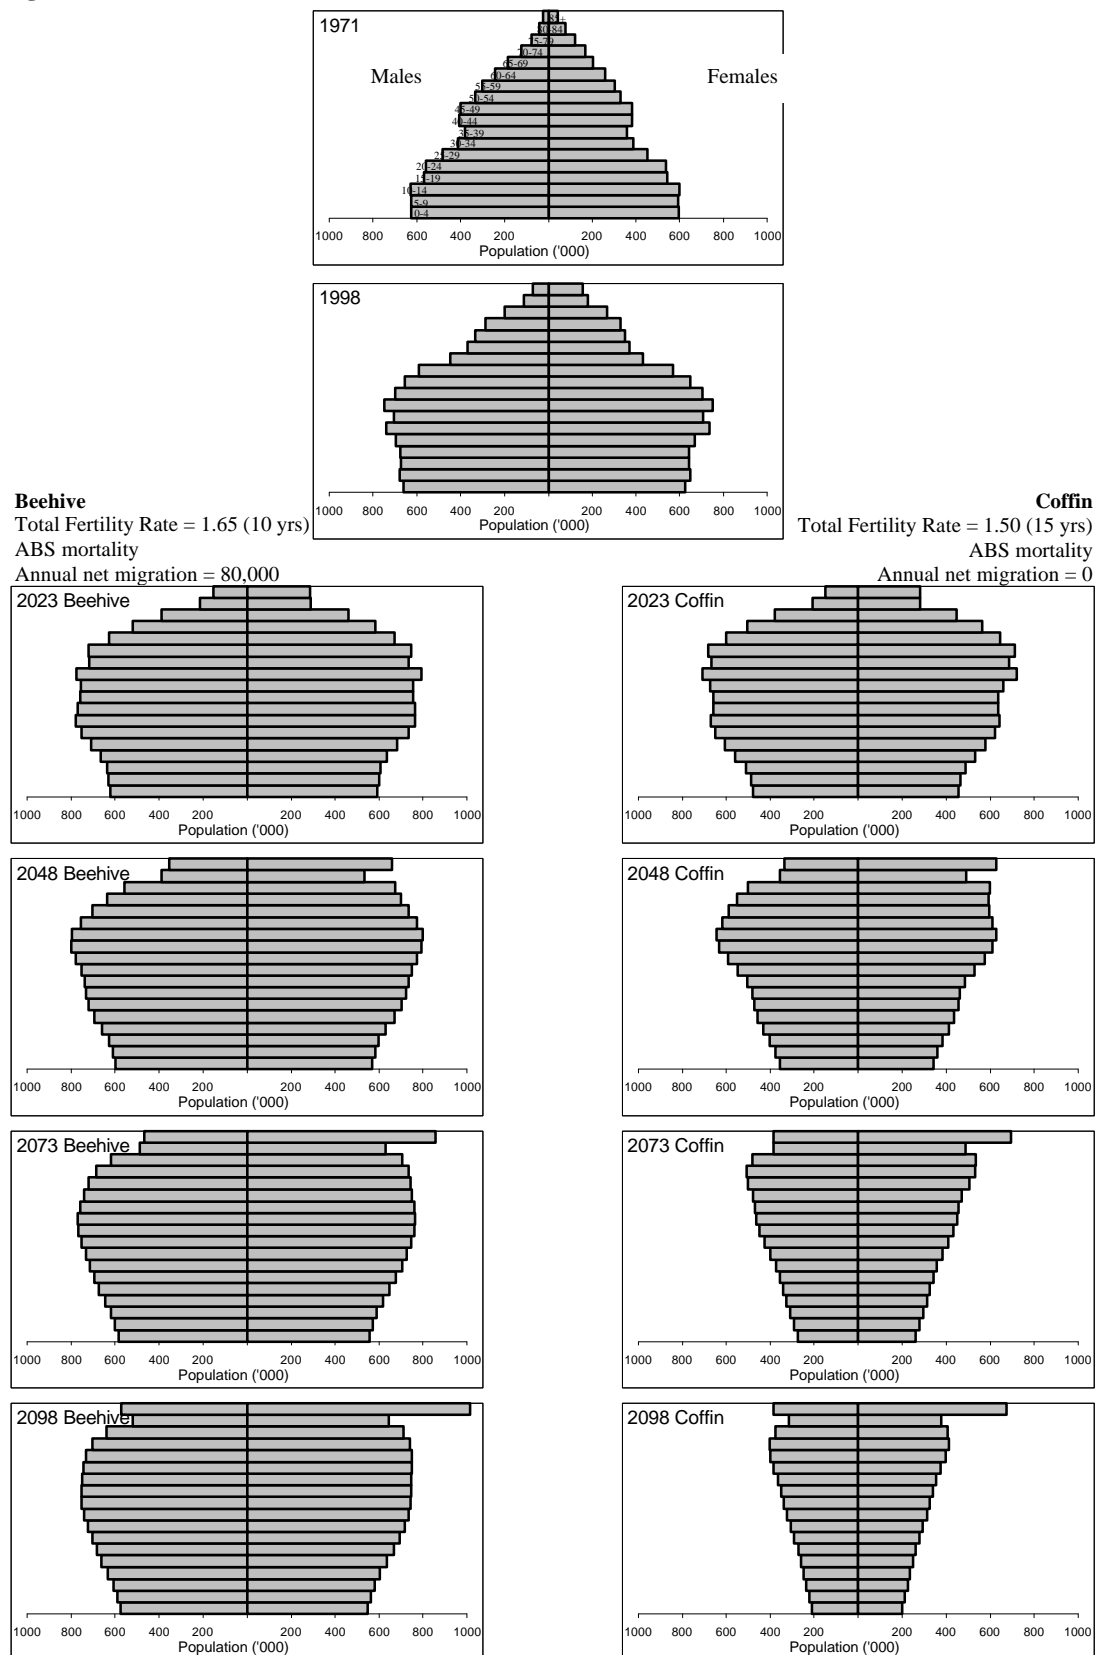 1971
Males
Females
85+
80-84
75-79
70-74
65-69
60-64
55-59
50-54
45-49
40-44
35-39
30-34
25-29
20-24
15-19
10-14
5-9
0-4
1000 800 600 400 200 200 400 600 800 1000
Population ('000)
1998
1000 800 600 400 200 200 400 600 800 1000
Population ('000)
Beehive
Total Fertility Rate = 1.65 (10 yrs)
ABS mortality
Annual net migration = 80,000
Coffin
Total Fertility Rate = 1.50 (15 yrs)
ABS mortality
Annual net migration = 0
2023 Beehive
1000 800 600 400 200 200 400 600 800 1000
Population ('000)
2023 Coffin
1000 800 600 400 200 200 400 600 800 1000
Population ('000)
2048 Beehive
1000 800 600 400 200 200 400 600 800 1000
Population ('000)
2048 Coffin
1000 800 600 400 200 200 400 600 800 1000
Population ('000)
2073 Beehive
1000 800 600 400 200 200 400 600 800 1000
Population ('000)
2073 Coffin
1000 800 600 400 200 200 400 600 800 1000
Population ('000)
2098 Beehive
1000 800 600 400 200 200 400 600 800 1000
Population ('000)
2098 Coffin
1000 800 600 400 200 200 400 600 800 1000
Population ('000)